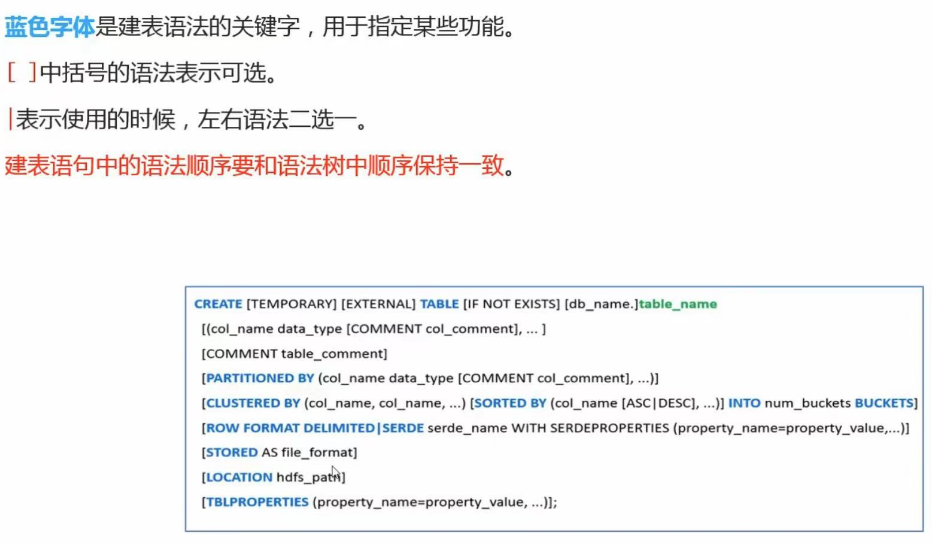 蓝色字体是建表语法的关键字，用于指定某些功能。
[ ]中括号的语法表示可选。
|表示使用的时候，左右语法二选一。
建表语句中的语法顺序要和语法树中顺序保持一致。
CREATE [TEMPORARY] [EXTERNAL] TABLE [IF NOT EXISTS] [db_name.]table_name
[(col_name data_type [COMMENT col_comment], ... ]
[COMMENT table_comment]
[PARTITIONED BY (col_name data_type [COMMENT col_comment], ...)]
[CLUSTERED BY (col_name, col_name, ...) [SORTED BY (col_name [ASC|DESC], ...)] INTO num_buckets BUCKETS]
[ROW FORMAT DELIMITED|SERDE serde_name WITH SERDEPROPERTIES (property_name=property_value,...)]
[STORED AS file_format]
[LOCATION hdfs_path]
[TBLPROPERTIES (property_name=property_value, ...)];